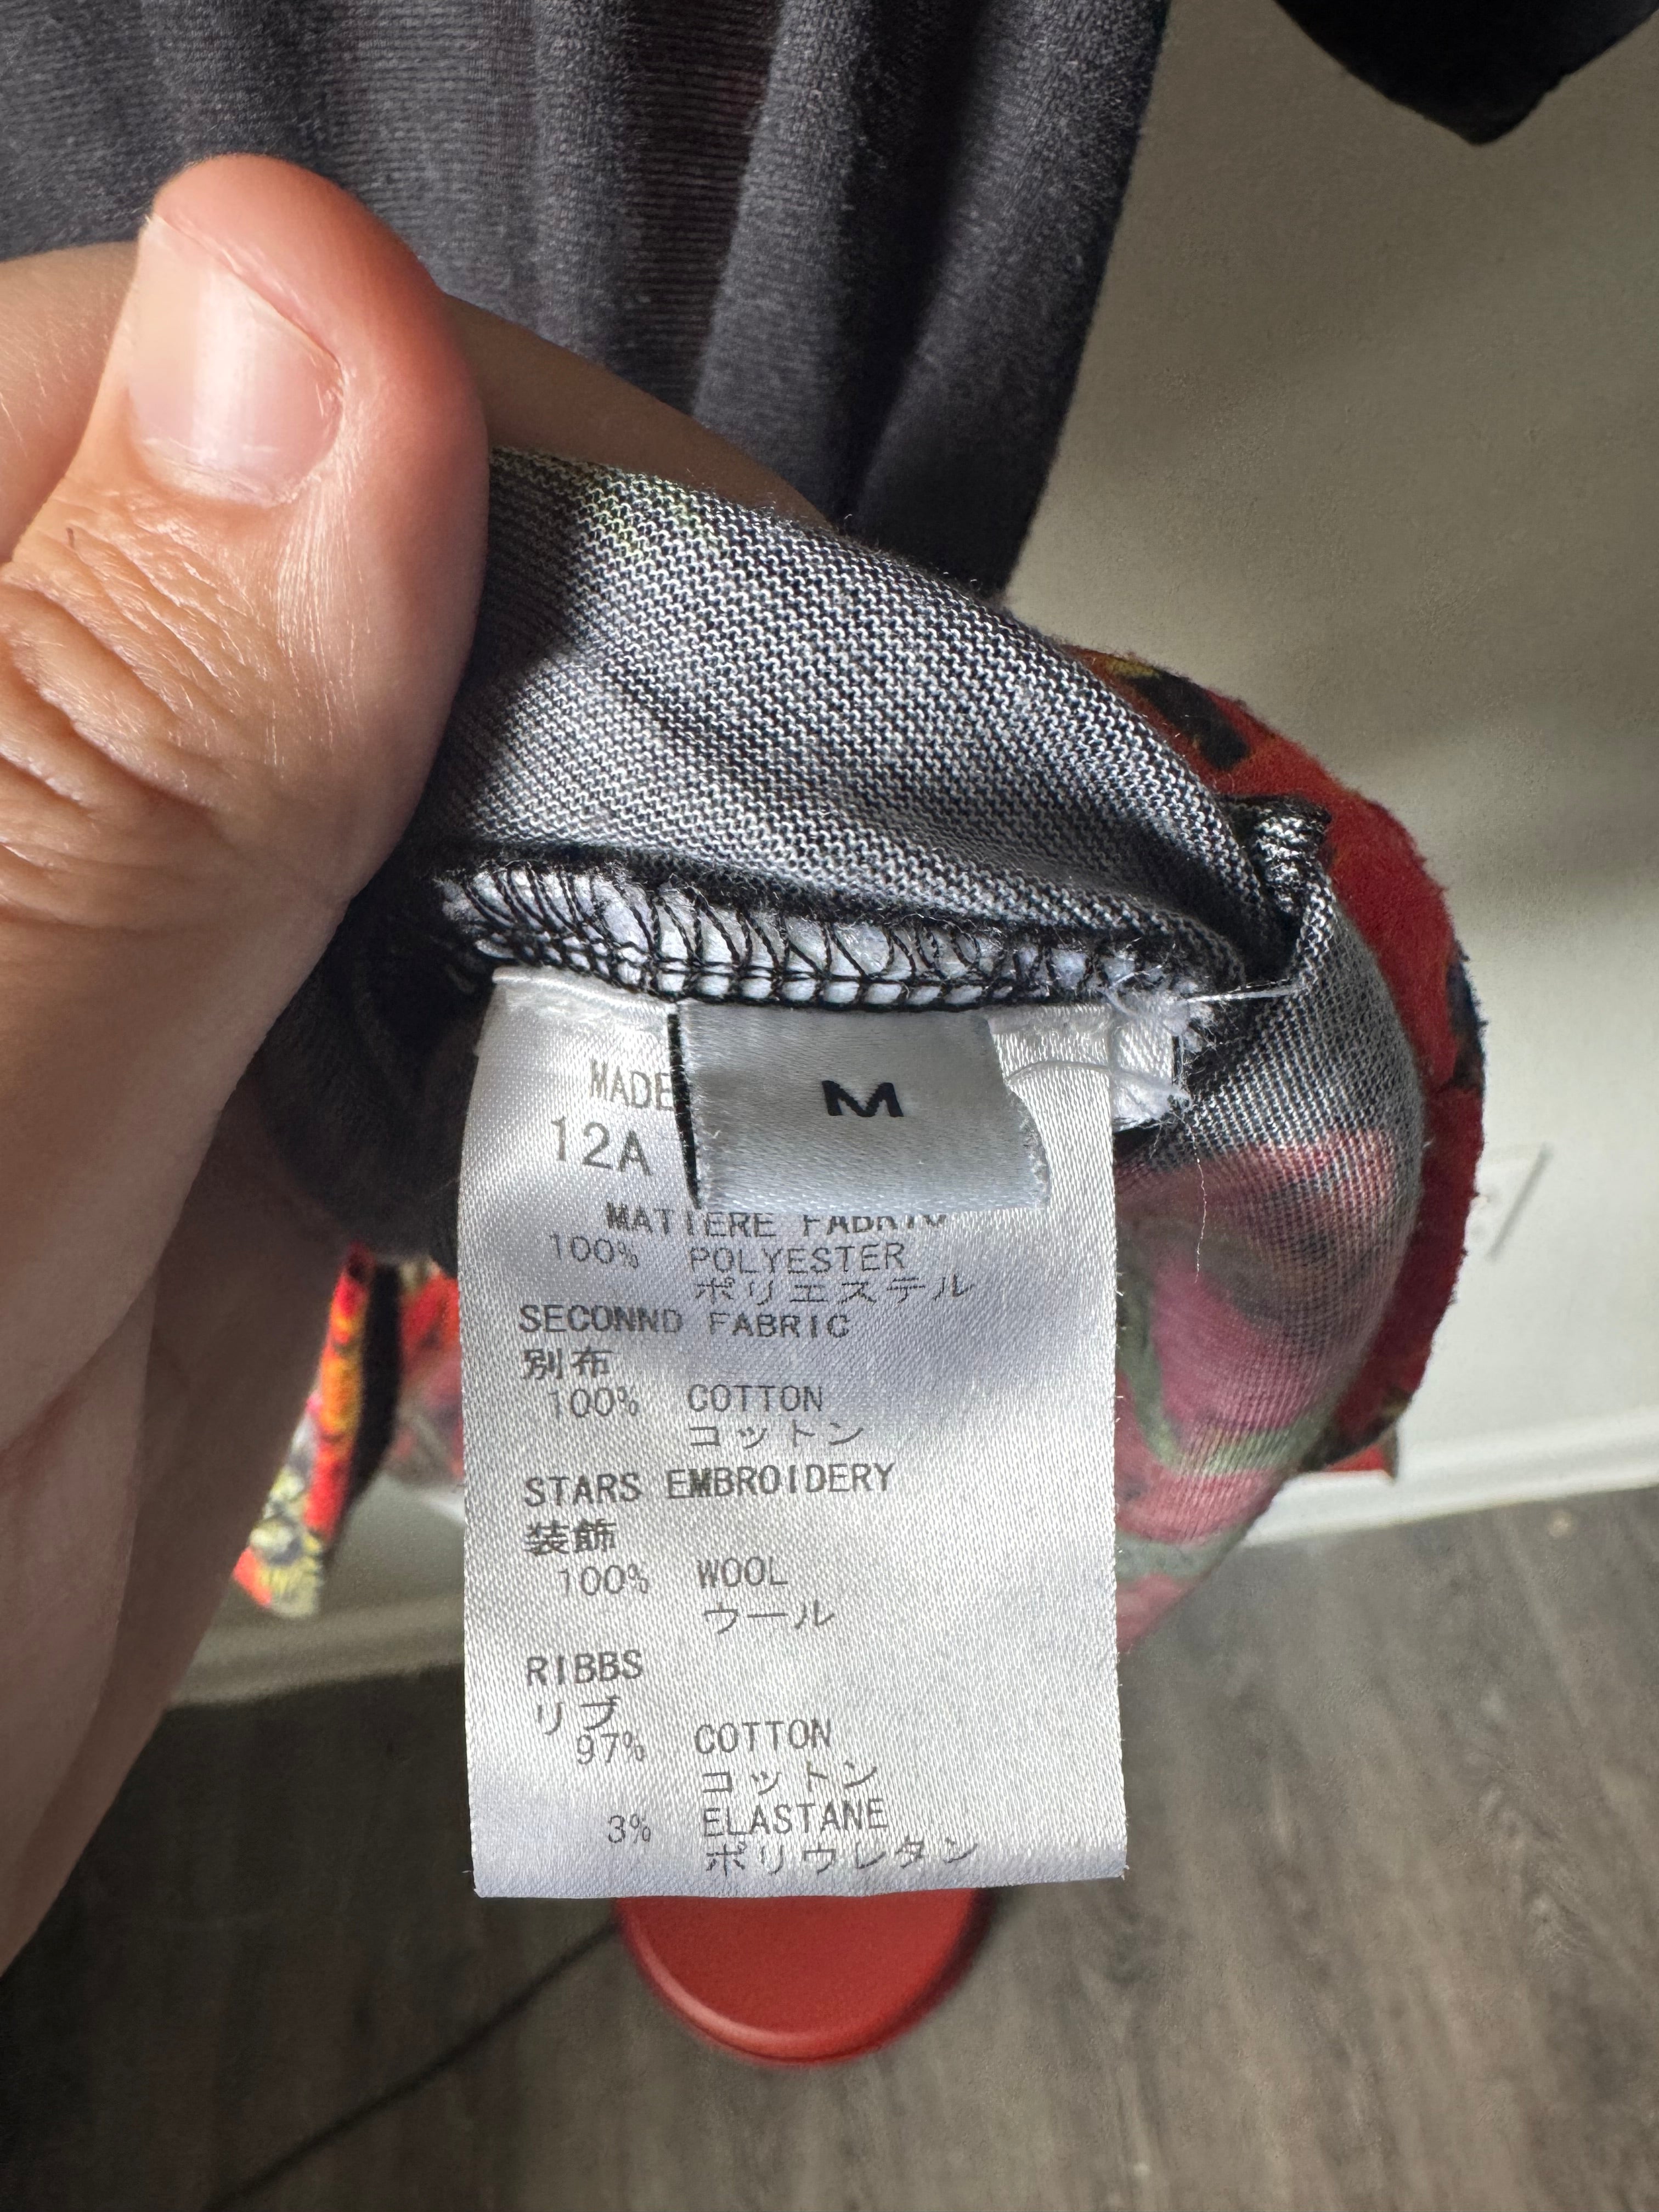 MADE
M
12A
MATIERE FABRIC
100% POLYESTER
ポリエステル
SECONND FABRIC
別布
100% COTTON
コットン
STARS EMBROIDERY
装飾
100% WOOL
ウール
RIBBS
リブ
97% COTTON
コットン
3% ELASTANE
ポリウレタン